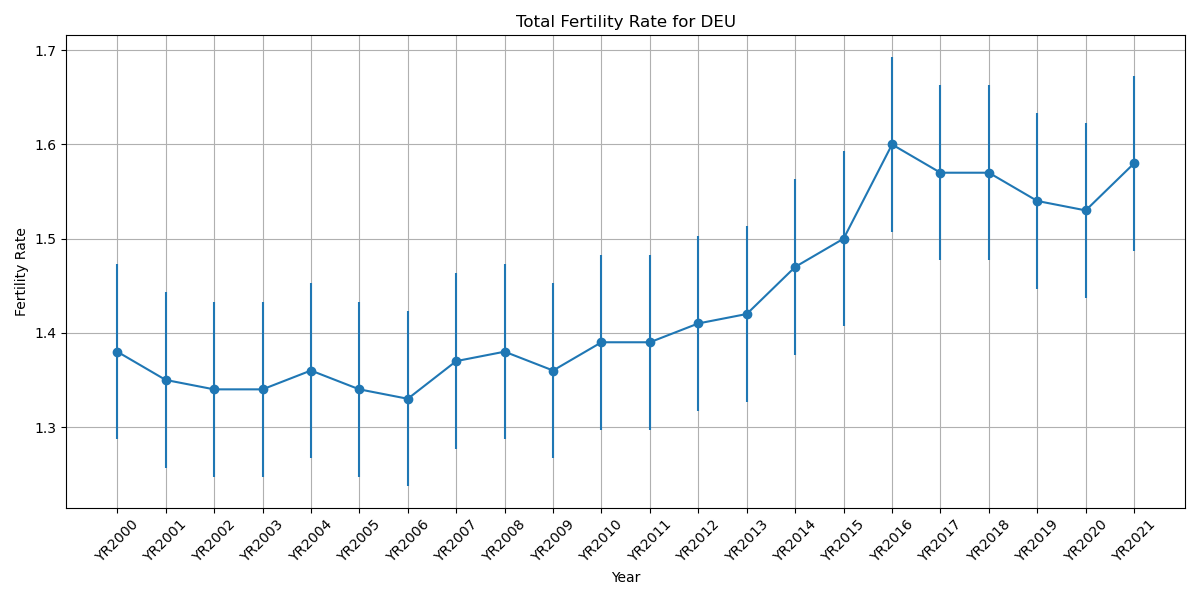 Total Fertility Rate for DEU
Fertility Rate
1.7
1.6
1.5
1.4
1.3
YR2000
YR2001
YR2002
YR2003
YR2004
YR2005
YR2006
YR2007
YR2008
YR2009
YR2010
YR2011
YR2012
YR2013
YR2014
YR2015
YR2016
YR2017
YR2018
YR2019
YR2020
YR2021
Year